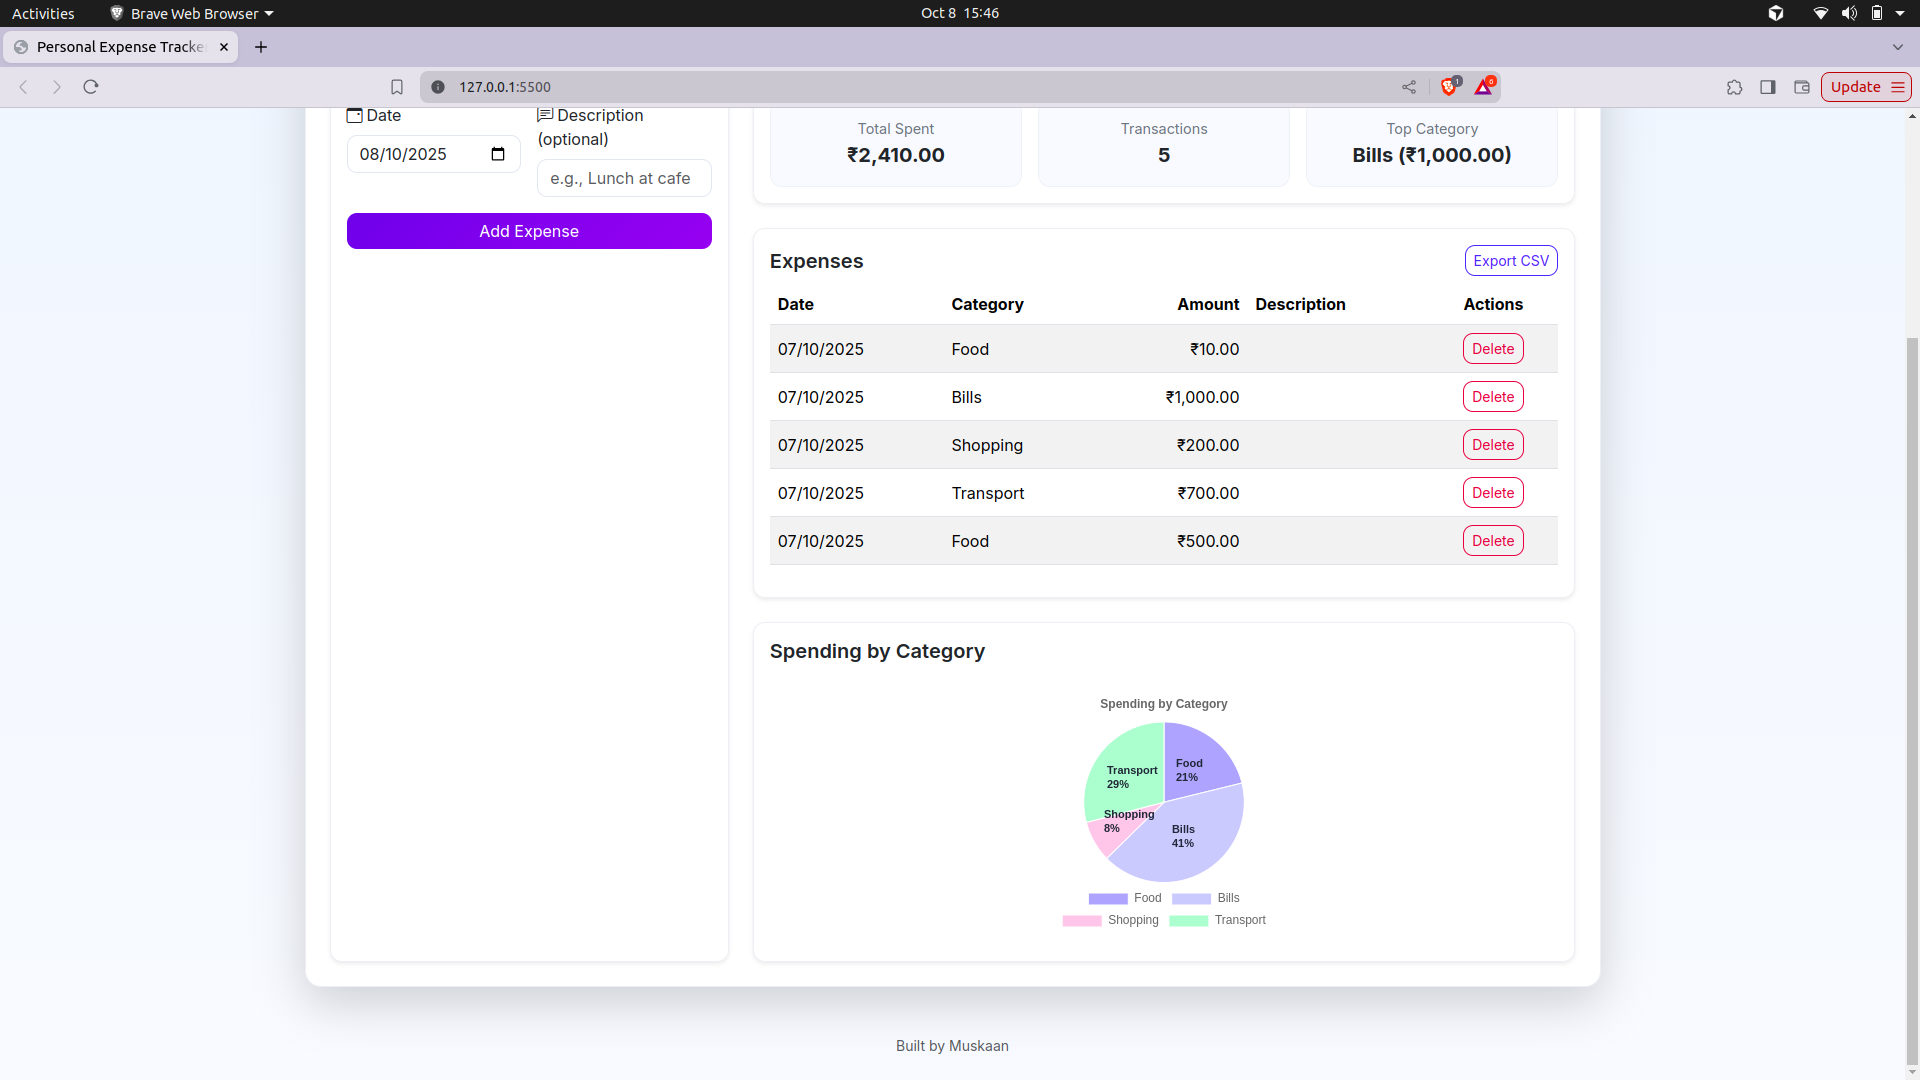 Activities
Brave Web Browser
Oct 8 15:46
Personal Expense Tracke
127.0.0.1:5500
1
6
Update
Date
Description
(optional)
08/10/2025
e.g., Lunch at cafe
Add Expense
Total Spent
₹2,410.00
Transactions
5
Top Category
Bills (₹1,000.00)
Expenses
Export CSV
Date Category Amount Description Actions
07/10/2025 Food ₹10.00 Delete
07/10/2025 Bills ₹1,000.00 Delete
07/10/2025 Shopping ₹200.00 Delete
07/10/2025 Transport ₹700.00 Delete
07/10/2025 Food ₹500.00 Delete
Spending by Category
Spending by Category
Food
21%
Transport
29%
Shopping
8%
Bills
41%
Food Bills
Shopping Transport
Built by Muskaan